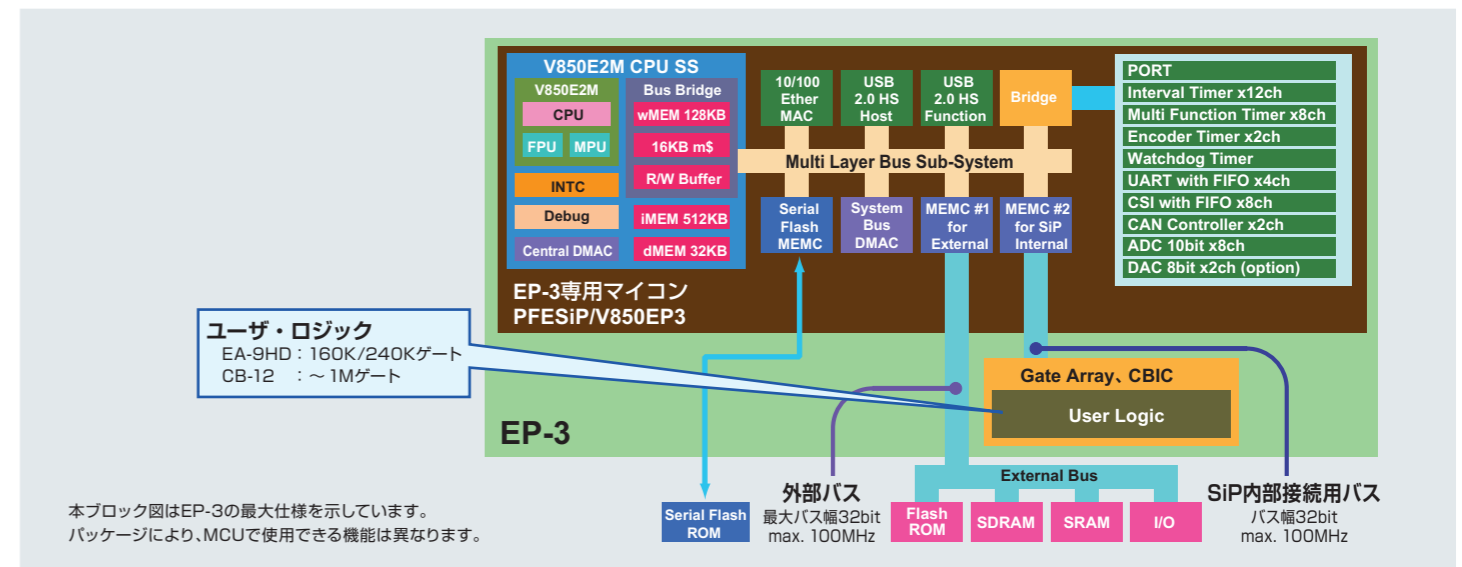 V850E2M CPU SS
V850E2M
CPU
FPU
MPU
INTC
Debug
Central DMAC
Bus Bridge
wMEM 128KB
16KB m$
R/W Buffer
iMEM 512KB
dMEM 32KB
10/100
Ether
MAC
USB
2.0 HS
Host
USB
2.0 HS
Function
Bridge
Multi Layer Bus Sub-System
Serial
Flash
MEMC
System
Bus
DMAC
MEMC #1
for
External
MEMC #2
for SiP
Internal
PORT
Interval Timer x12ch
Multi Function Timer x8ch
Encoder Timer x2ch
Watchdog Timer
UART with FIFO x4ch
CSI with FIFO x8ch
CAN Controller x2ch
ADC 10bit x8ch
DAC 8bit x2ch (option)
EP-3専用マイコン
PFESiP/V850EP3
ユーザ・ロジック
EA-9HD：160K/240Kゲート
CB-12　：～1Mゲート
Gate Array、CBIC
User Logic
EP-3
External Bus
Serial Flash
ROM
外部バス
最大バス幅32bit
max. 100MHz
Flash
ROM
SDRAM
SRAM
I/O
SiP内部接続用バス
バス幅32bit
max. 100MHz
本ブロック図はEP-3の最大仕様を示しています。
パッケージにより、MCUで使用できる機能は異なります。